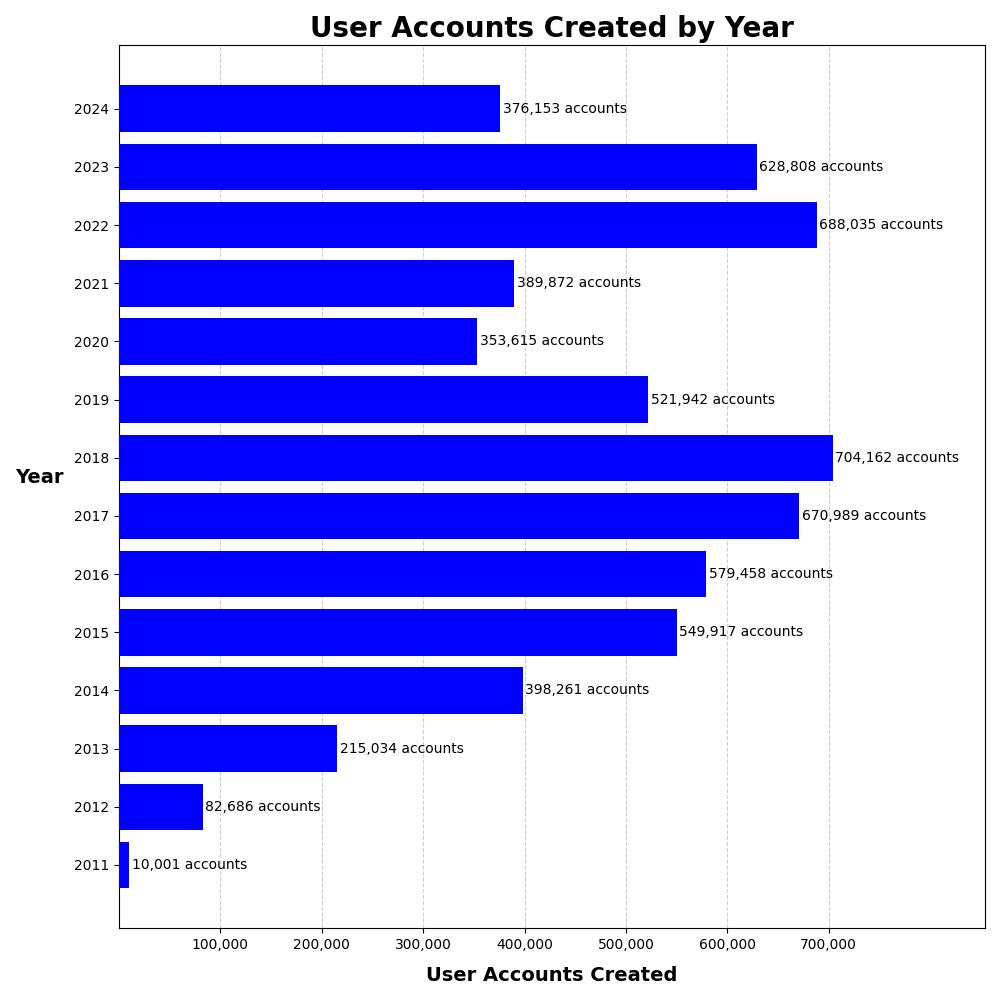 User Accounts Created by Year
2024
376,153 accounts
2023
628,808 accounts
2022
688,035 accounts
2021
389,872 accounts
2020
353,615 accounts
2019
521,942 accounts
2018
704,162 accounts
Year
2017
670,989 accounts
2016
579,458 accounts
2015
549,917 accounts
2014
398,261 accounts
2013
215,034 accounts
2012
82,686 accounts
2011
10,001 accounts
100,000 200,000 300,000 400,000 500,000 600,000 700,000
User Accounts Created